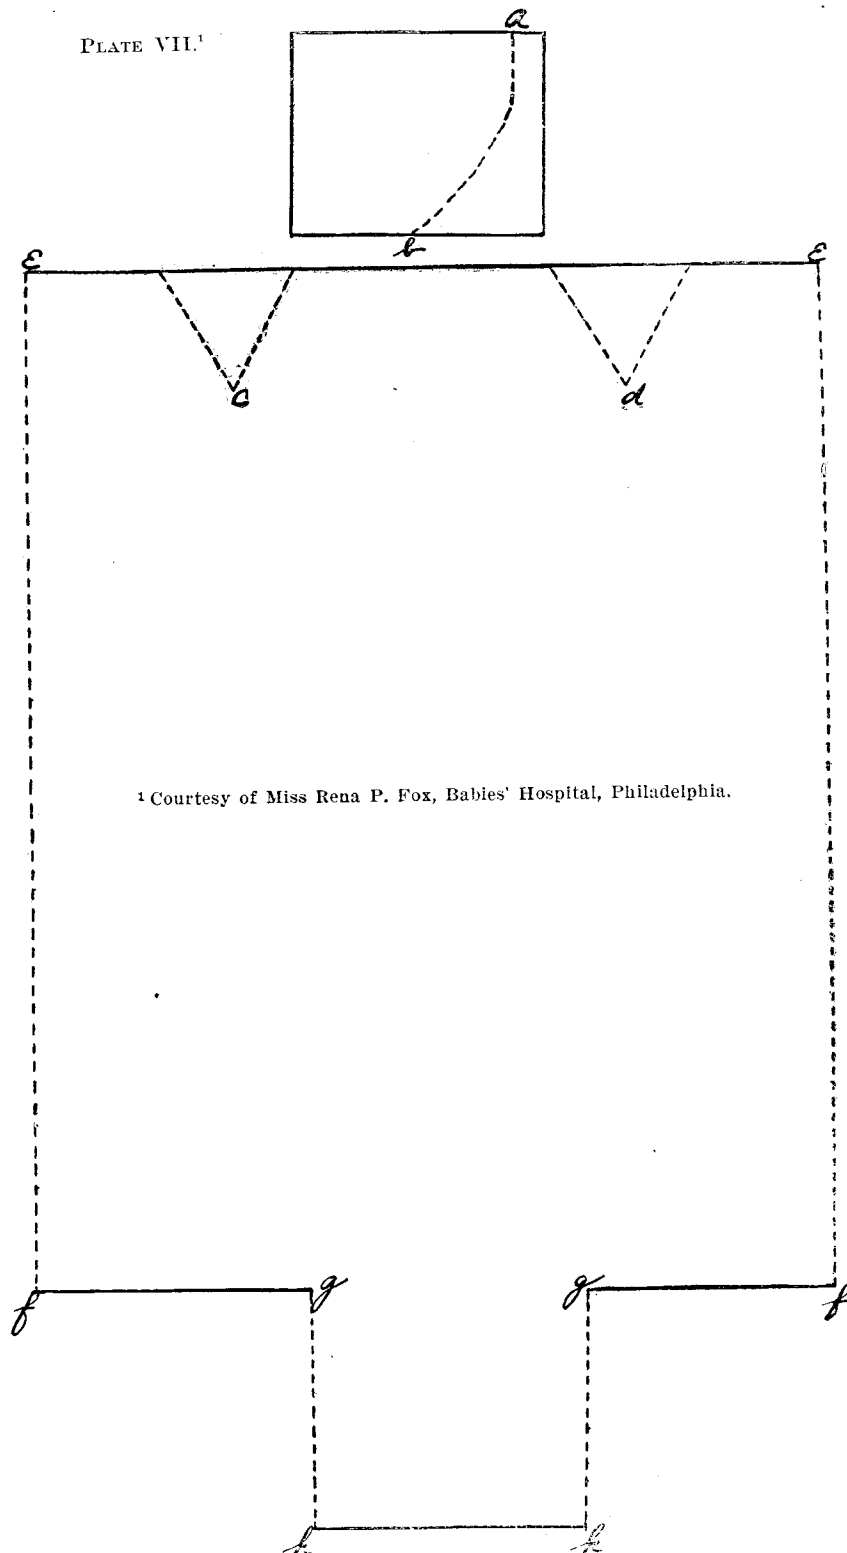 PLATE VII.¹
a
b
ε ε
c d
¹ Courtesy of Miss Rena P. Fox, Babies' Hospital, Philadelphia.
g g
f f
h h